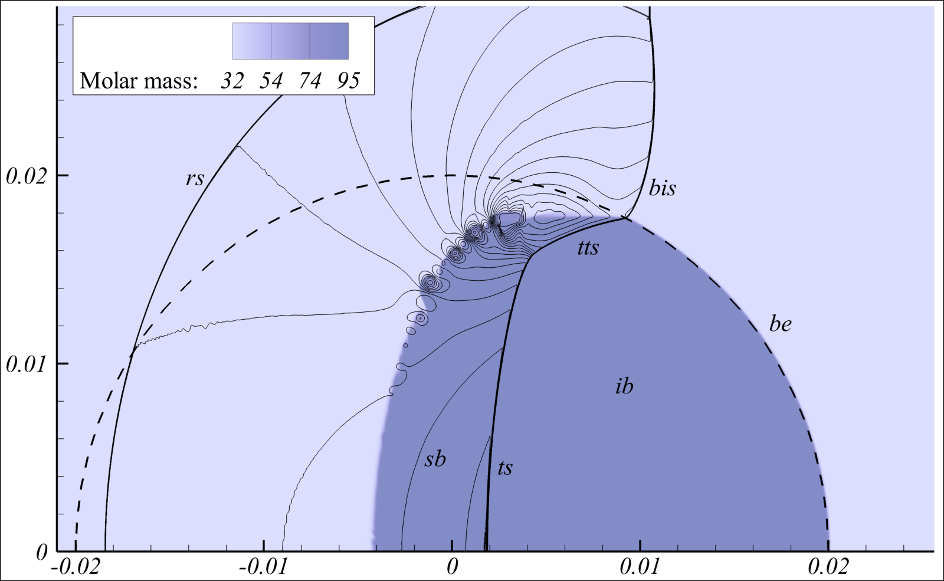 Molar mass: 32 54 74 95
rs
0.02
bis
tts
be
0.01
ib
sb
ts
0
-0.02 -0.01 0 0.01 0.02